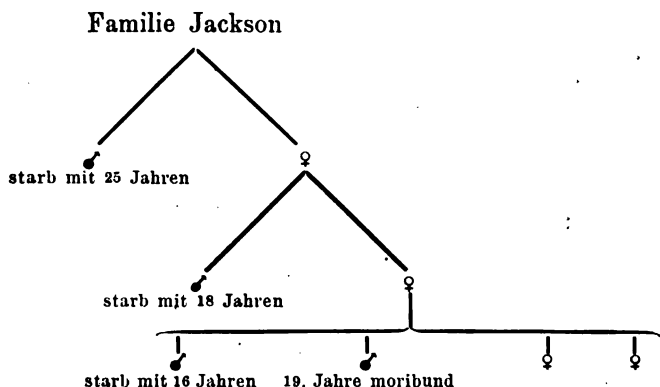 Familie Jackson
starb mit 25 Jahren
starb mit 18 Jahren
starb mit 16 Jahren
19. Jahre moribund